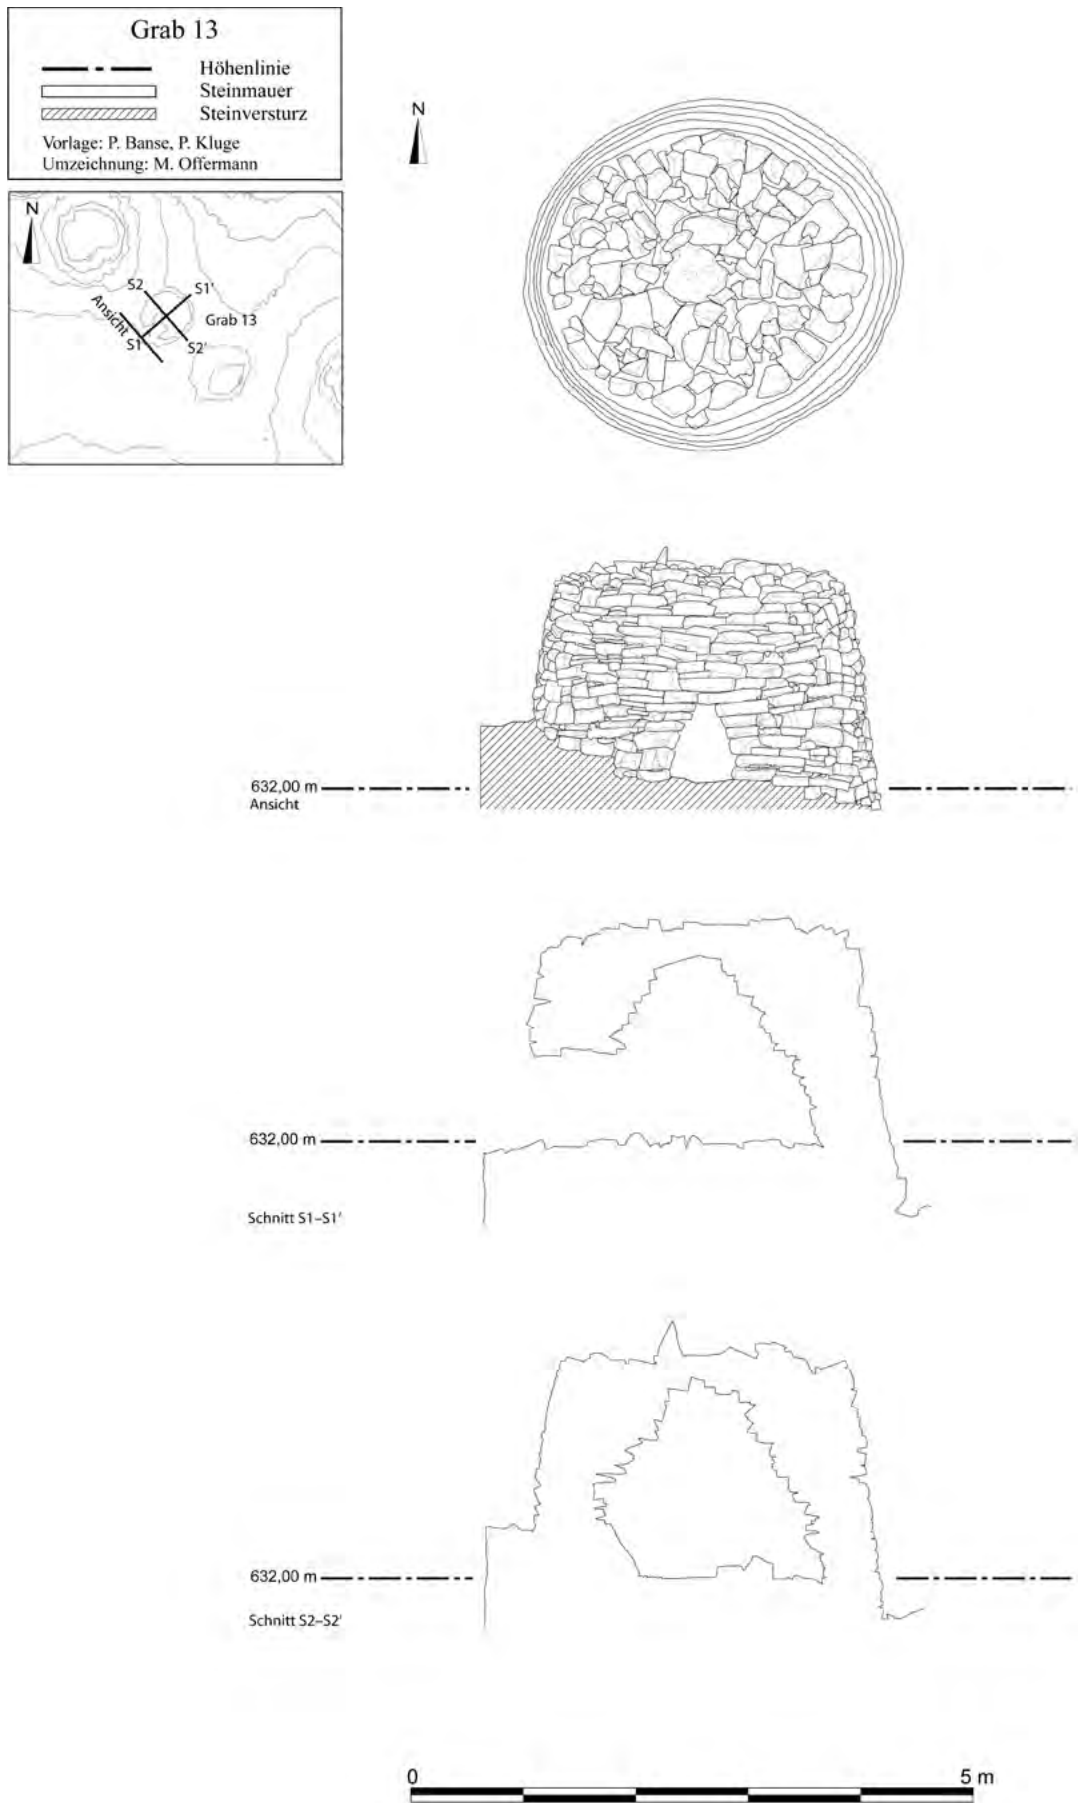 Grab 13
Höhenlinie
Steinmauer
Steinversturz
Vorlage: P. Banse, P. Kluge
Umzeichnung: M. Offermann
N
N
S2
S1'
Ansicht
Grab 13
S1
S2'
632,00 m
Ansicht
632,00 m
Schnitt S1–S1'
632,00 m
Schnitt S2–S2'
0
5 m